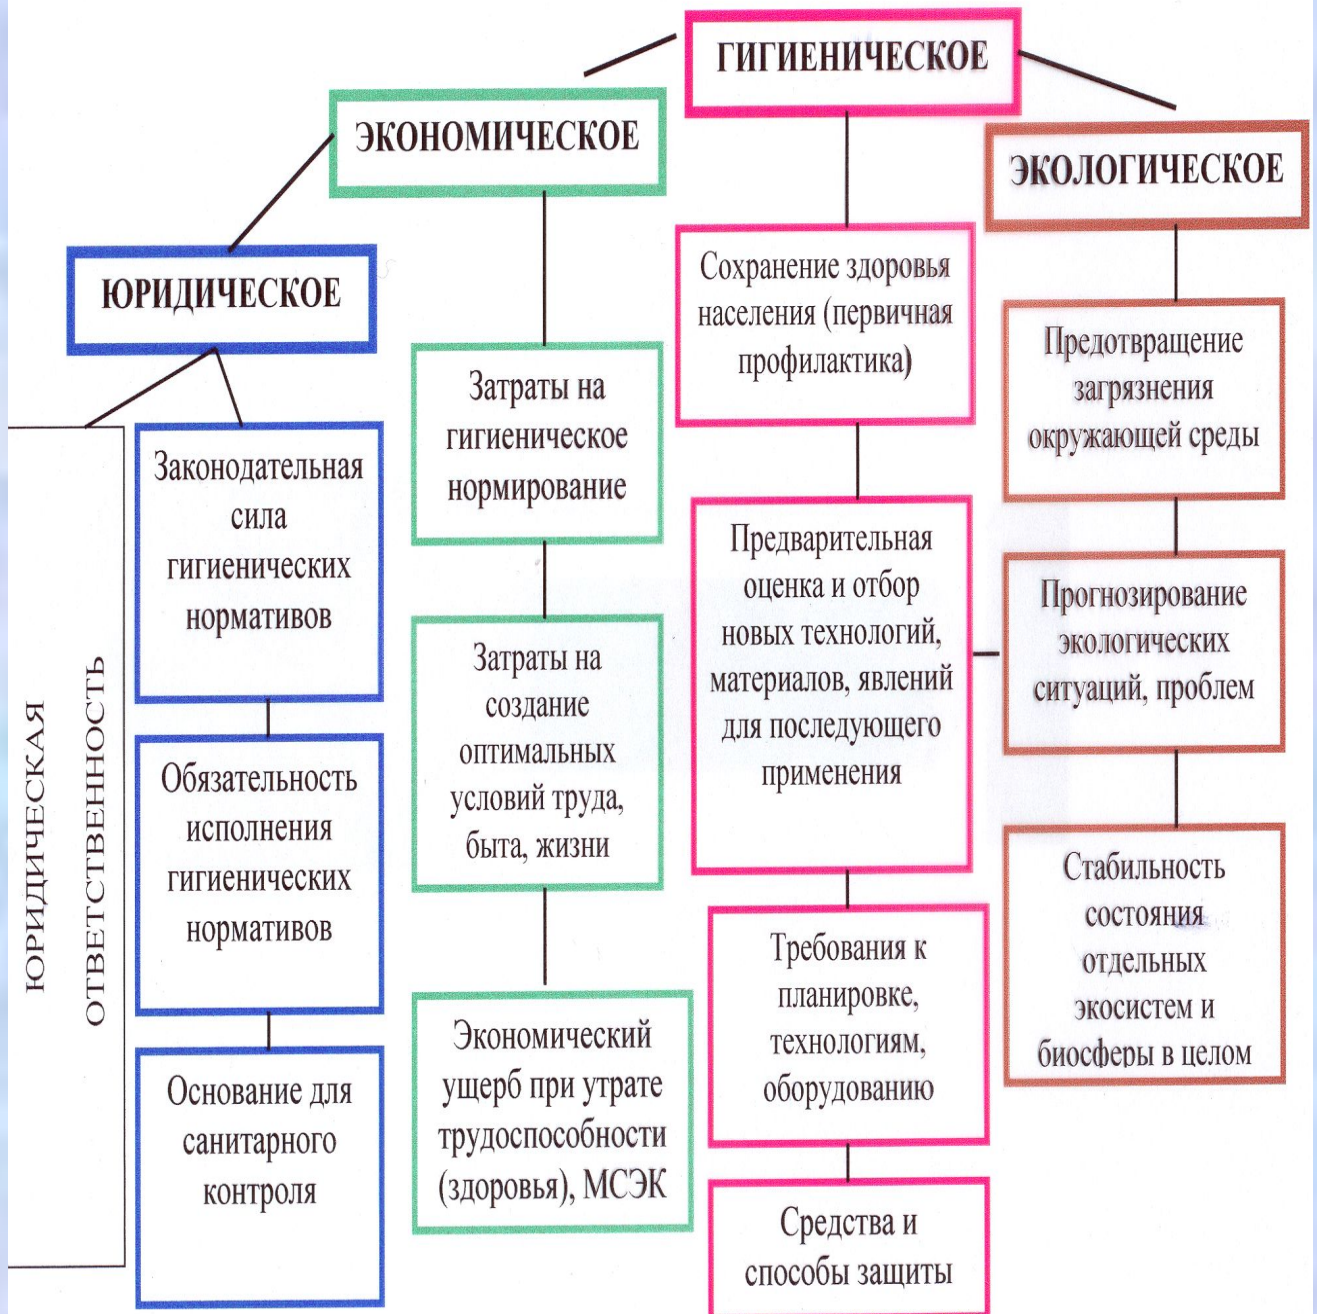 ГИГИЕНИЧЕСКОЕ
ЭКОНОМИЧЕСКОЕ
ЭКОЛОГИЧЕСКОЕ
ЮРИДИЧЕСКОЕ
ЮРИДИЧЕСКАЯ
ОТВЕТСТВЕННОСТЬ
Законодательная
сила
гигиенических
нормативов
Обязательность
исполнения
гигиенических
нормативов
Основание для
санитарного
контроля
Затраты на
гигиеническое
нормирование
Затраты на
создание
оптимальных
условий труда,
быта, жизни
Экономический
ущерб при утрате
трудоспособности
(здоровья), МСЭК
Сохранение здоровья
населения (первичная
профилактика)
Предварительная
оценка и отбор
новых технологий,
материалов, явлений
для последующего
применения
Требования к
планировке,
технологиям,
оборудованию
Средства и
способы защиты
Предотвращение
загрязнения
окружающей среды
Прогнозирование
экологических
ситуаций, проблем
Стабильность
состояния
отдельных
экосистем и
биосферы в целом